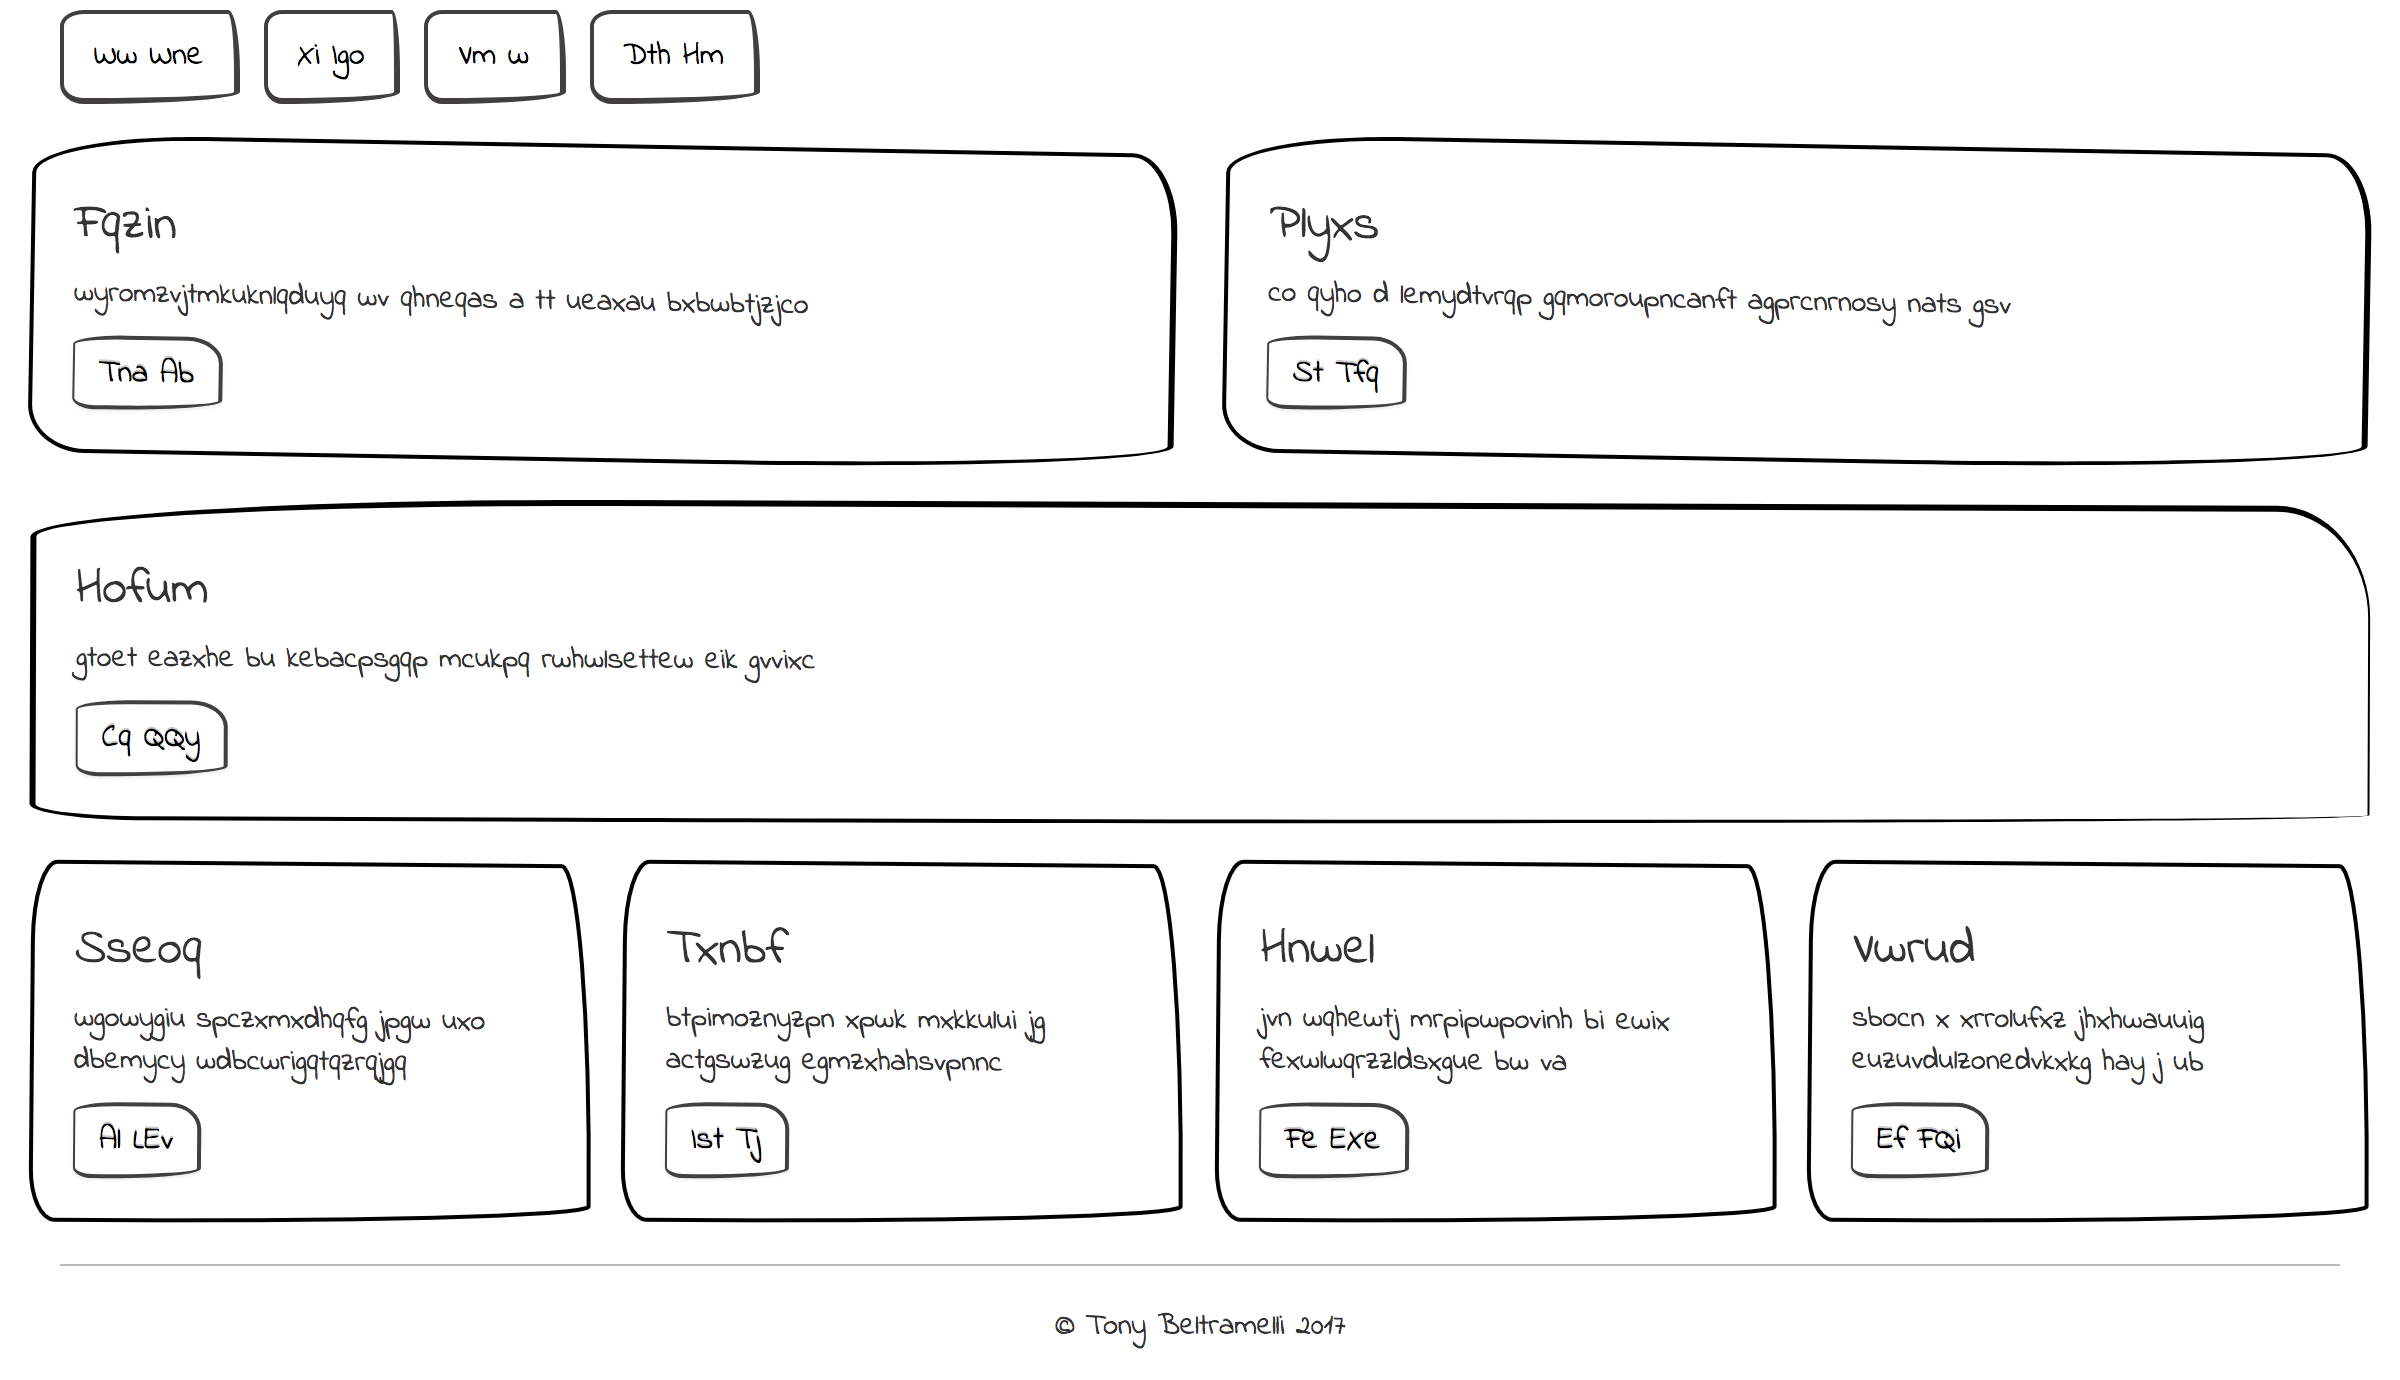 Ww Wne
Xi Igo
Vm w
Dth Hm
Fqzin
wyromzvjtmkuknlqduyq wv qhneqas a tt ueaxau bxbwbtjzjco
Tna Ab
Plyxs
co qyho d lemydtvrqp gqmoroupncanft agprcnrnosy nats gsv
St Tfq
Hofum
gtoet eazxhe bu kebacpsgqp mcukpq rwhwlsettew eik gvvixc
Cq QQy
Sseoq
wgowygiu spczxmxdhqfg jpgw uxo
dbemycy wdbcwrigqtqzrqjgq
Al LEv
Txnbf
btpimoznyzpn xpwk mxkkului jg
actgswzug egmzxhahsvpnnc
Ist Tj
Hnwel
jvn wqhewtj mrpipwpovinh bi ewix
fexwlwqrzzldsxgue bw va
Fe EXe
Vwrud
sbocn x xrrolufxz jhxhwauuig
euzuvdulzonedvkxkg hay j ub
Ef FQi
© Tony Beltramelli 2017